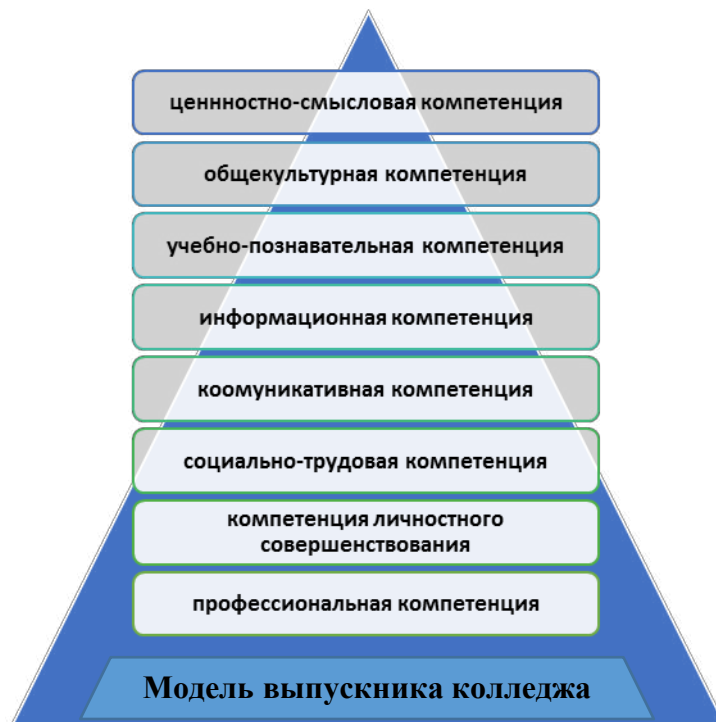 ценнностно-смысловая компетенция
общекультурная компетенция
учебно-познавательная компетенция
информационная компетенция
коомуникативная компетенция
социально-трудовая компетенция
компетенция личностного
совершенствования
профессиональная компетенция
Модель выпускника колледжа